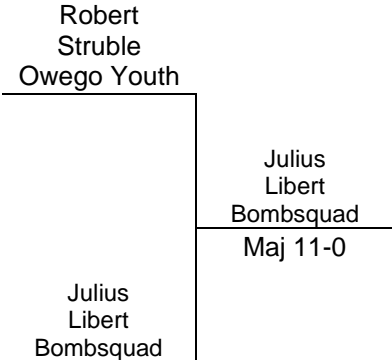 Robert
Struble
Owego Youth
Julius
Libert
Bombsquad
Maj 11-0
Julius
Libert
Bombsquad